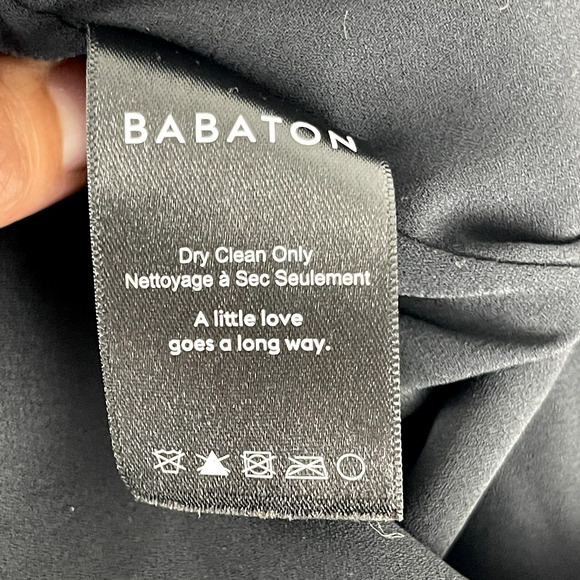 BABATON
Dry Clean Only
Nettoyage à Sec Seulement
A little love
goes a long way.